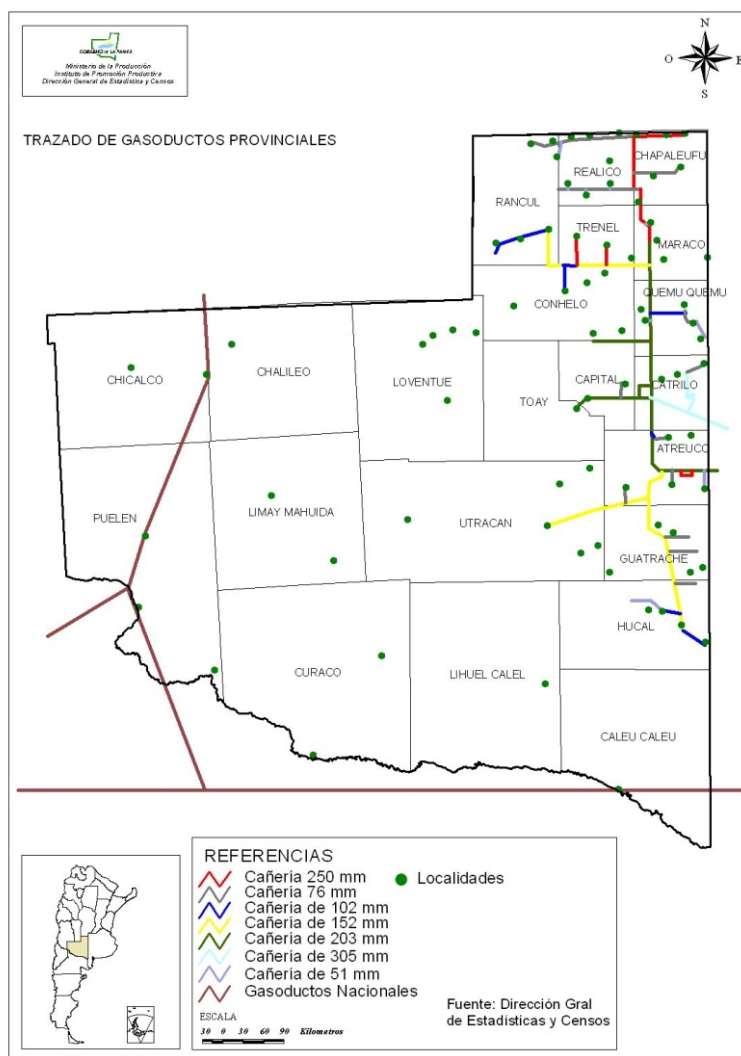 GOBIERNO DE LA PAMPA
Ministerio de la Producción
Instituto de Promoción Productiva
Dirección General de Estadística y Censos
N
O
E
S
TRAZADO DE GASODUCTOS PROVINCIALES
CHAPALEUFU
REALICO
RANCUL
TRENEL
MARACO
QUEMU QUEMU
CONHELO
CHICALCO
CHALILEO
LOVENTUE
CAPITAL
CATRILO
TOAY
ATREUCO
PUELEN
LIMAY MAHUIDA
UTRACAN
GUATRACHE
HUCAL
CURACO
LIHUEL CALEL
CALEU CALEU
REFERENCIAS
Cañeria 250 mm
Localidades
Cañeria 76 mm
Cañeria de 102 mm
Cañeria de 152 mm
Cañeria de 203 mm
Cañeria de 305 mm
Cañeria de 51 mm
Gasoductos Nacionales
ESCALA
30 0 30 60 90 Kilometros
Fuente: Dirección Gral
de Estadísticas y Censos